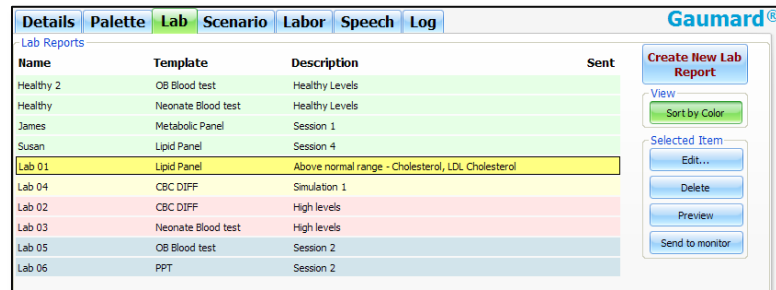 Details Palette Lab Scenario Labor Speech Log
Gaumard®
Lab Reports
Name Template Description Sent
Healthy 2 OB Blood test Healthy Levels
Healthy Neonate Blood test Healthy Levels
James Metabolic Panel Session 1
Susan Lipid Panel Session 4
Lab 01 Lipid Panel Above normal range - Cholesterol, LDL Cholesterol
Lab 04 CBC DIFF Simulation 1
Lab 02 CBC DIFF High levels
Lab 03 Neonate Blood test High levels
Lab 05 OB Blood test Session 2
Lab 06 PPT Session 2
Create New Lab
Report
View
Sort by Color
Selected Item
Edit...
Delete
Preview
Send to monitor